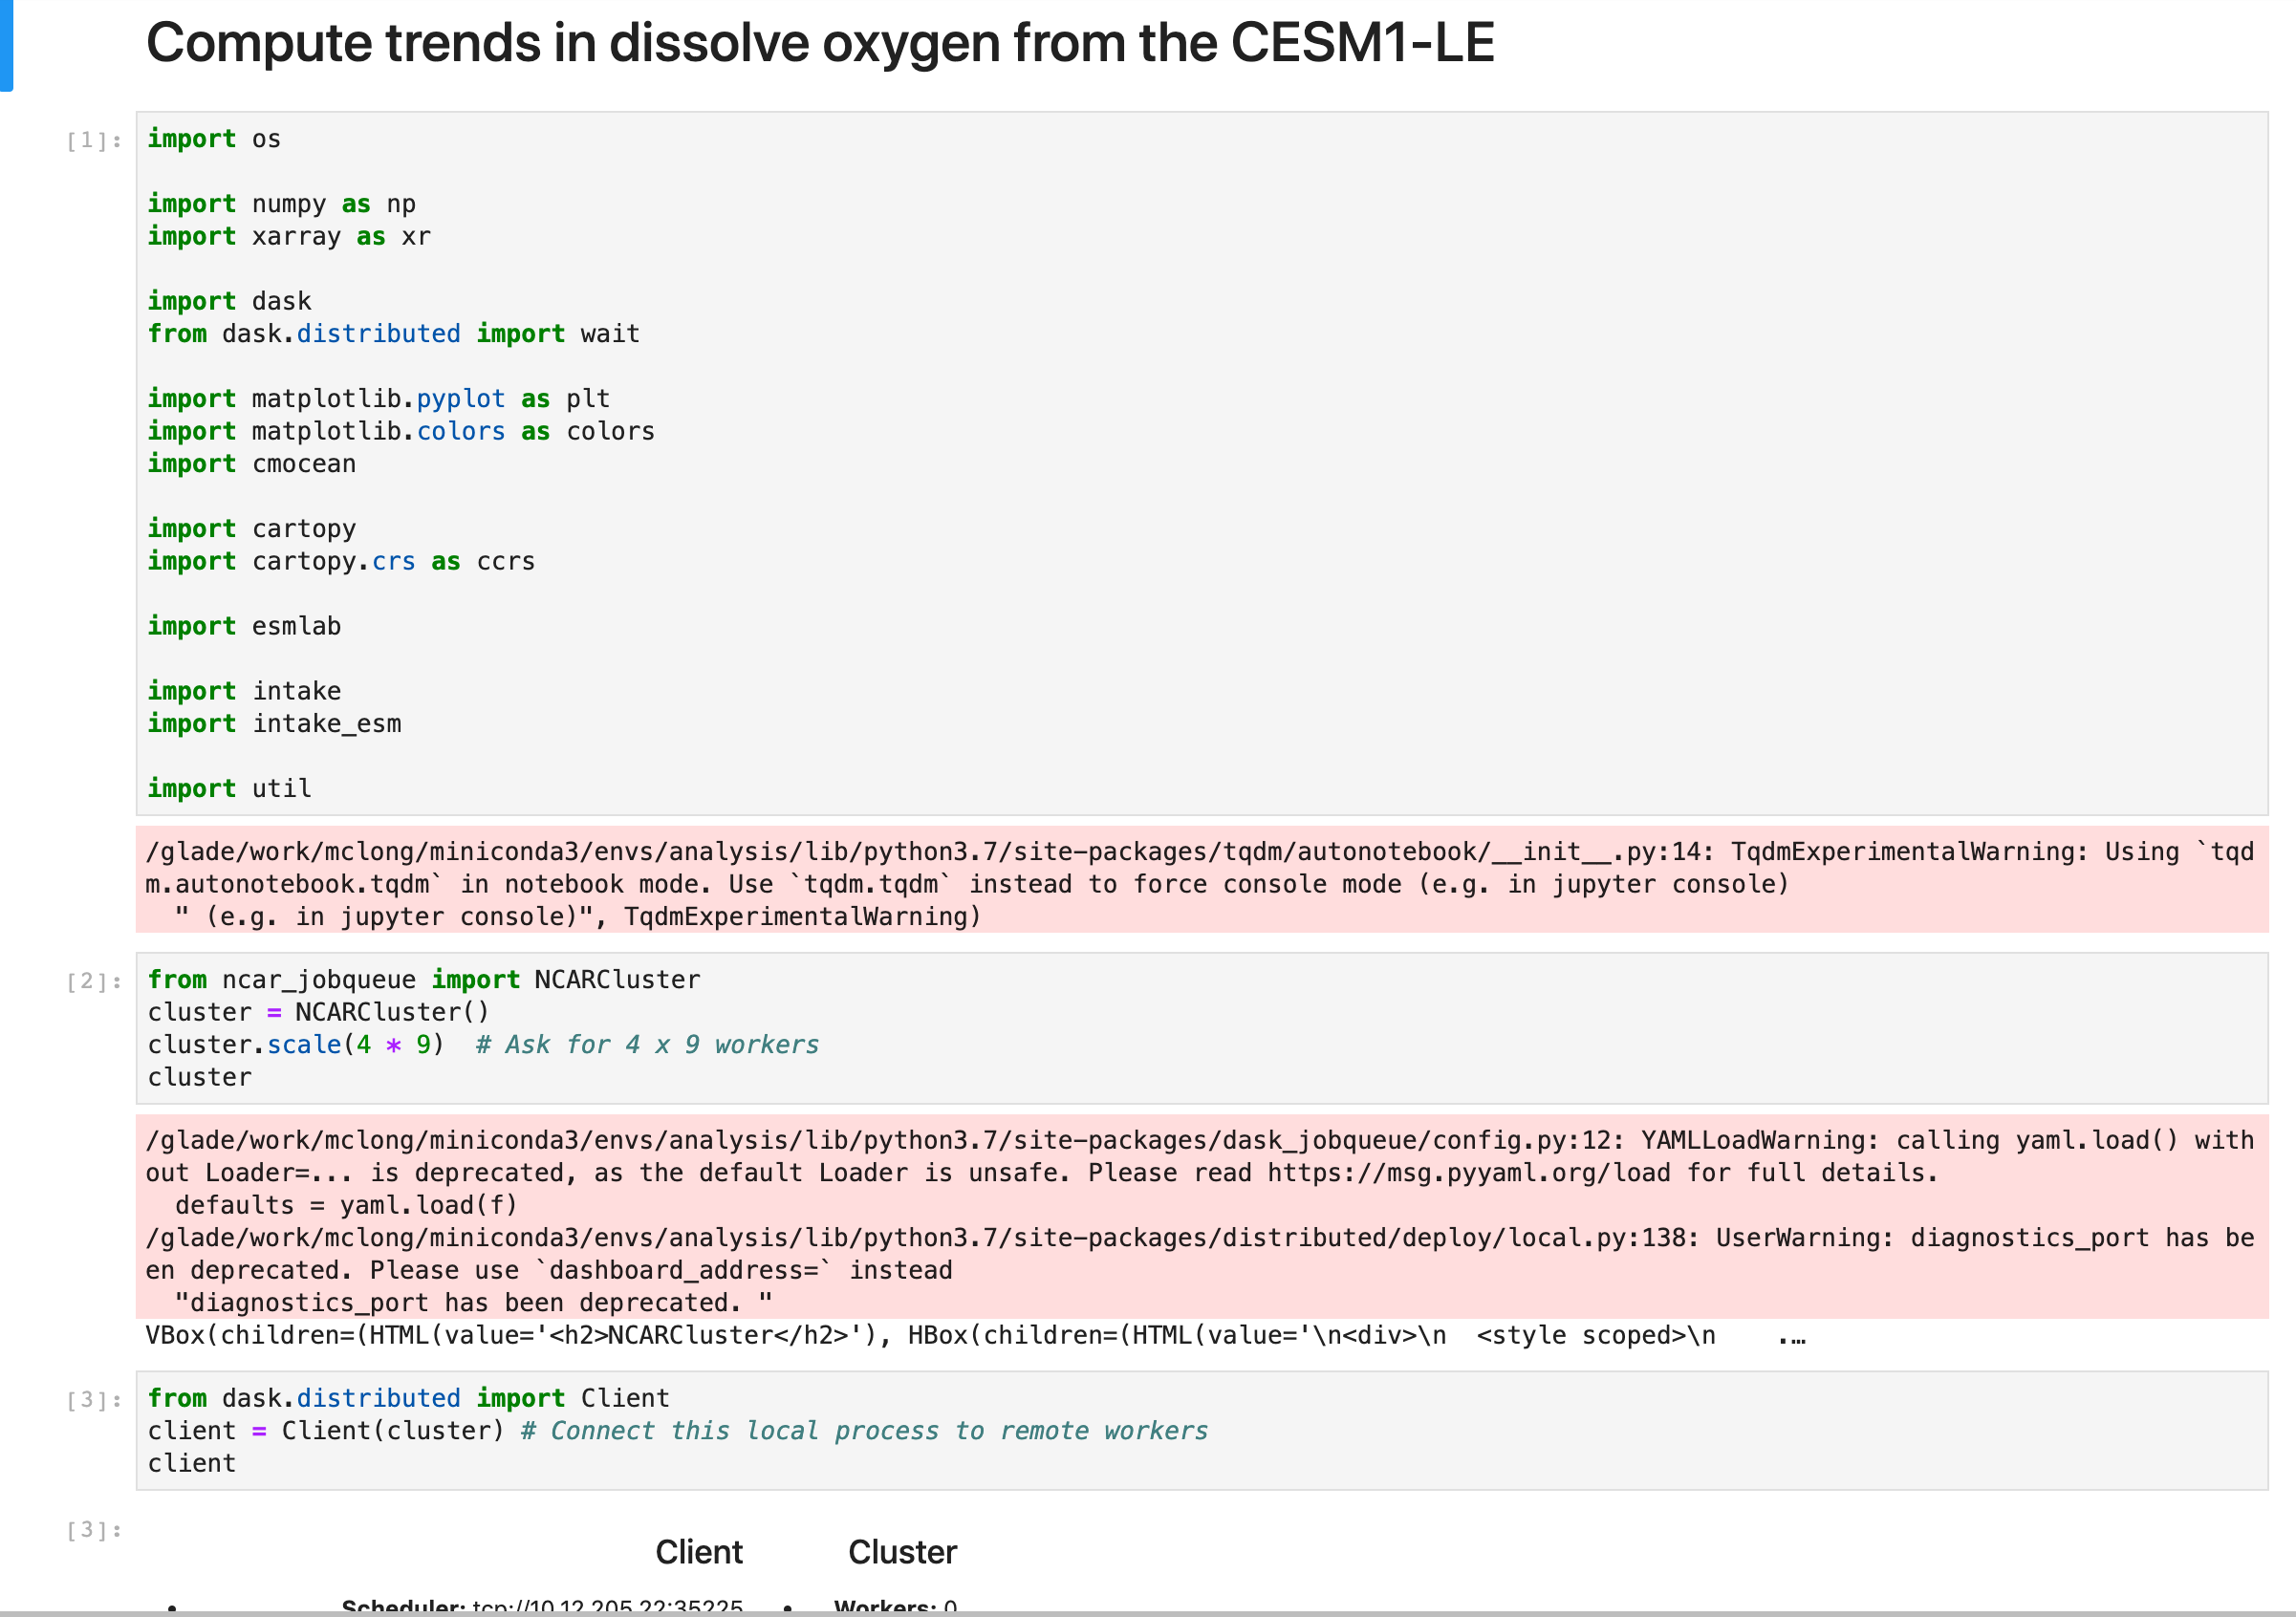 Compute trends in dissolve oxygen from the CESM1-LE
[1]:
import os
import numpy as np
import xarray as xr
import dask
from dask.distributed import wait
import matplotlib.pyplot as plt
import matplotlib.colors as colors
import cmocean
import cartopy
import cartopy.crs as ccrs
import esmlab
import intake
import intake_esm
import util
/glade/work/mclong/miniconda3/envs/analysis/lib/python3.7/site-packages/tqdm/autonotebook/__init__.py:14: TqdmExperimentalWarning: Using `tqd
m.autonotebook.tqdm` in notebook mode. Use `tqdm.tqdm` instead to force console mode (e.g. in jupyter console)
  " (e.g. in jupyter console)", TqdmExperimentalWarning)
[2]:
from ncar_jobqueue import NCARCluster
cluster = NCARCluster()
cluster.scale(4 * 9)  # Ask for 4 x 9 workers
cluster
/glade/work/mclong/miniconda3/envs/analysis/lib/python3.7/site-packages/dask_jobqueue/config.py:12: YAMLLoadWarning: calling yaml.load() with
out Loader=... is deprecated, as the default Loader is unsafe. Please read https://msg.pyyaml.org/load for full details.
  defaults = yaml.load(f)
/glade/work/mclong/miniconda3/envs/analysis/lib/python3.7/site-packages/distributed/deploy/local.py:138: UserWarning: diagnostics_port has be
en deprecated. Please use `dashboard_address=` instead
  "diagnostics_port has been deprecated. "
VBox(children=(HTML(value='<h2>NCARCluster</h2>'), HBox(children=(HTML(value='\n<div>\n  <style scoped>\n    .…
[3]:
from dask.distributed import Client
client = Client(cluster) # Connect this local process to remote workers
client
[3]:
Client Cluster
• Scheduler: tcp://10.12.205.22:35225 • Workers: 0